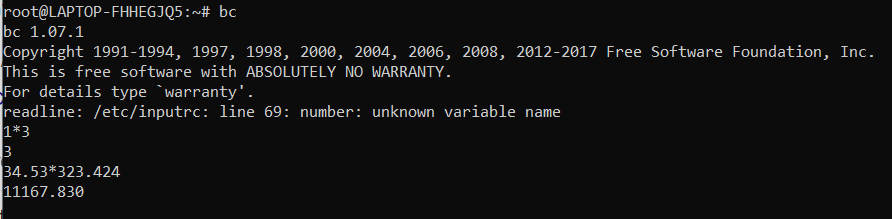 root@LAPTOP-FHHEGJQ5:~# bc
bc 1.07.1
Copyright 1991-1994, 1997, 1998, 2000, 2004, 2006, 2008, 2012-2017 Free Software Foundation, Inc.
This is free software with ABSOLUTELY NO WARRANTY.
For details type `warranty'.
readline: /etc/inputrc: line 69: number: unknown variable name
1*3
3
34.53*323.424
11167.830